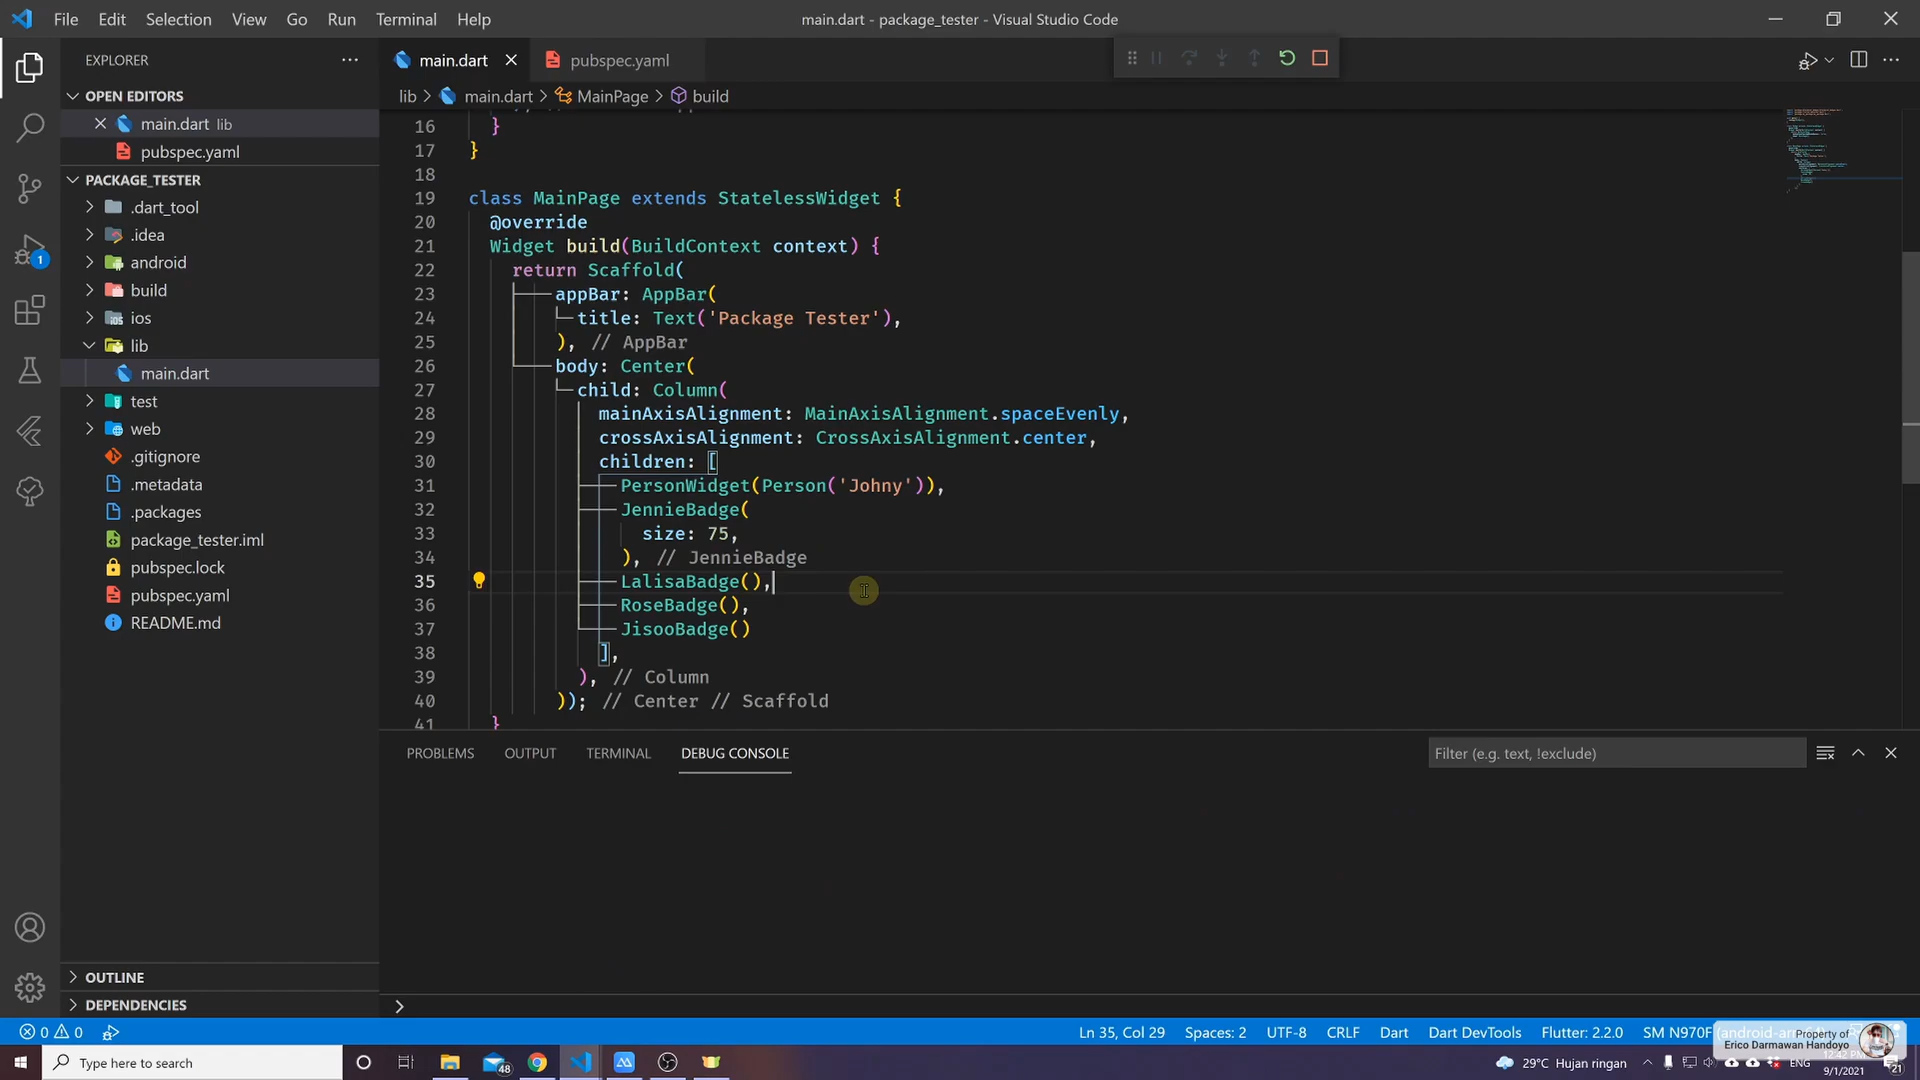 File Edit Selection View Go Run Terminal Help
main.dart - package_tester - Visual Studio Code
EXPLORER
OPEN EDITORS
main.dart lib
pubspec.yaml
PACKAGE_TESTER
.dart_tool
.idea
android
build
ios
lib
main.dart
test
web
.gitignore
.metadata
.packages
package_tester.iml
pubspec.lock
pubspec.yaml
README.md
OUTLINE
DEPENDENCIES
1
main.dart
pubspec.yaml
lib > main.dart > MainPage > build
16 }
17 }
18
19 class MainPage extends StatelessWidget {
20 @override
21 Widget build(BuildContext context) {
22 return Scaffold(
23 appBar: AppBar(
24 title: Text('Package Tester'),
25 ), // AppBar
26 body: Center(
27 child: Column(
28 mainAxisAlignment: MainAxisAlignment.spaceEvenly,
29 crossAxisAlignment: CrossAxisAlignment.center,
30 children: [
31 PersonWidget(Person('Johny')),
32 JennieBadge(
33 size: 75,
34 ), // JennieBadge
35 LalisaBadge(),
36 RoseBadge(),
37 JisooBadge()
38 ],
39 ), // Column
40 )); // Center // Scaffold
41 }
PROBLEMS OUTPUT TERMINAL DEBUG CONSOLE
Filter (e.g. text, !exclude)
0 0
Ln 35, Col 29 Spaces: 2 UTF-8 CRLF Dart Dart DevTools Flutter: 2.2.0 SM N970F
Property of
Erico Darmawan Handoyo
Type here to search
48
29°C Hujan ringan
ENG
12:42 PM
9/1/2021
21